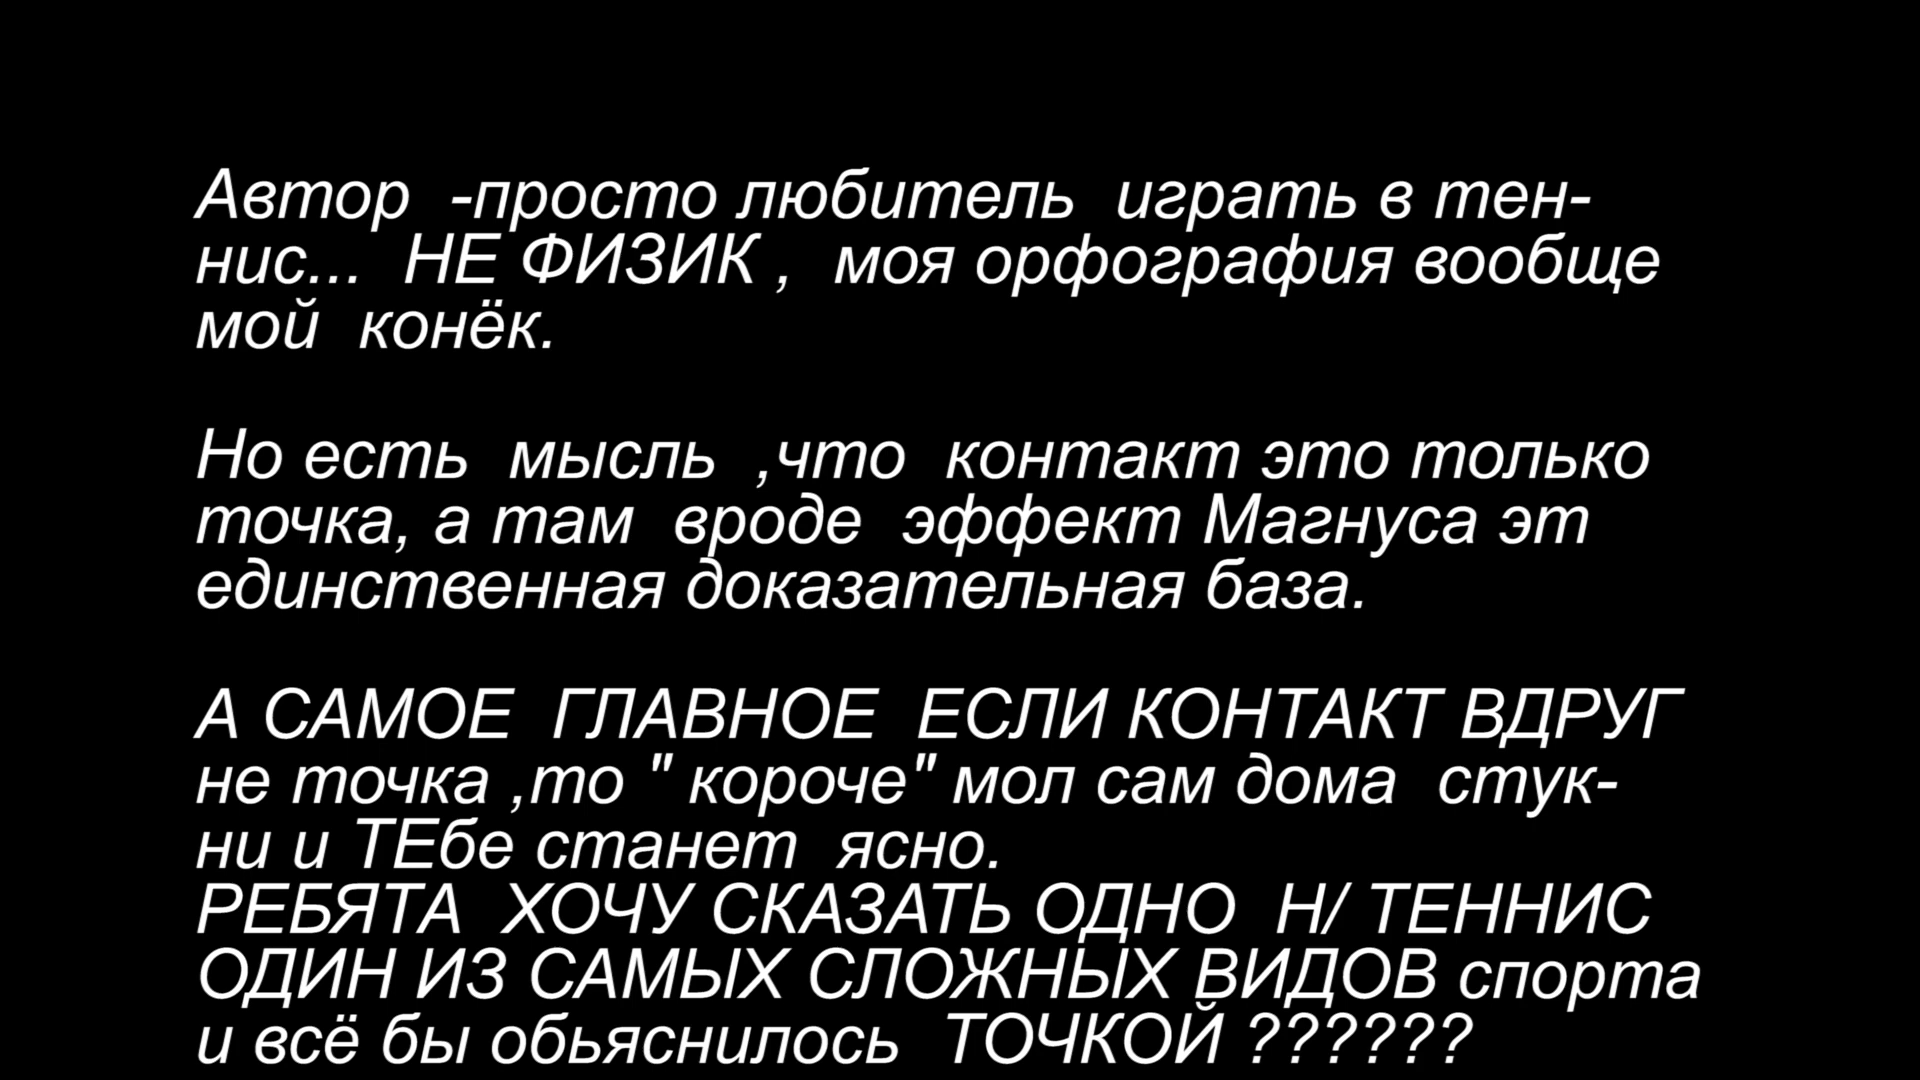 Автор -просто любитель играть в тен-
нис... НЕ ФИЗИК , моя орфография вообще
мой конёк.
Но есть мысль ,что контакт это только
точка, а там вроде эффект Магнуса эт
единственная доказательная база.
А САМОЕ ГЛАВНОЕ ЕСЛИ КОНТАКТ ВДРУГ
не точка ,то " короче" мол сам дома стук-
ни и ТЕбе станет ясно.
РЕБЯТА ХОЧУ СКАЗАТЬ ОДНО Н/ ТЕННИС
ОДИН ИЗ САМЫХ СЛОЖНЫХ ВИДОВ спорта
и всё бы обьяснилось ТОЧКОЙ ??????